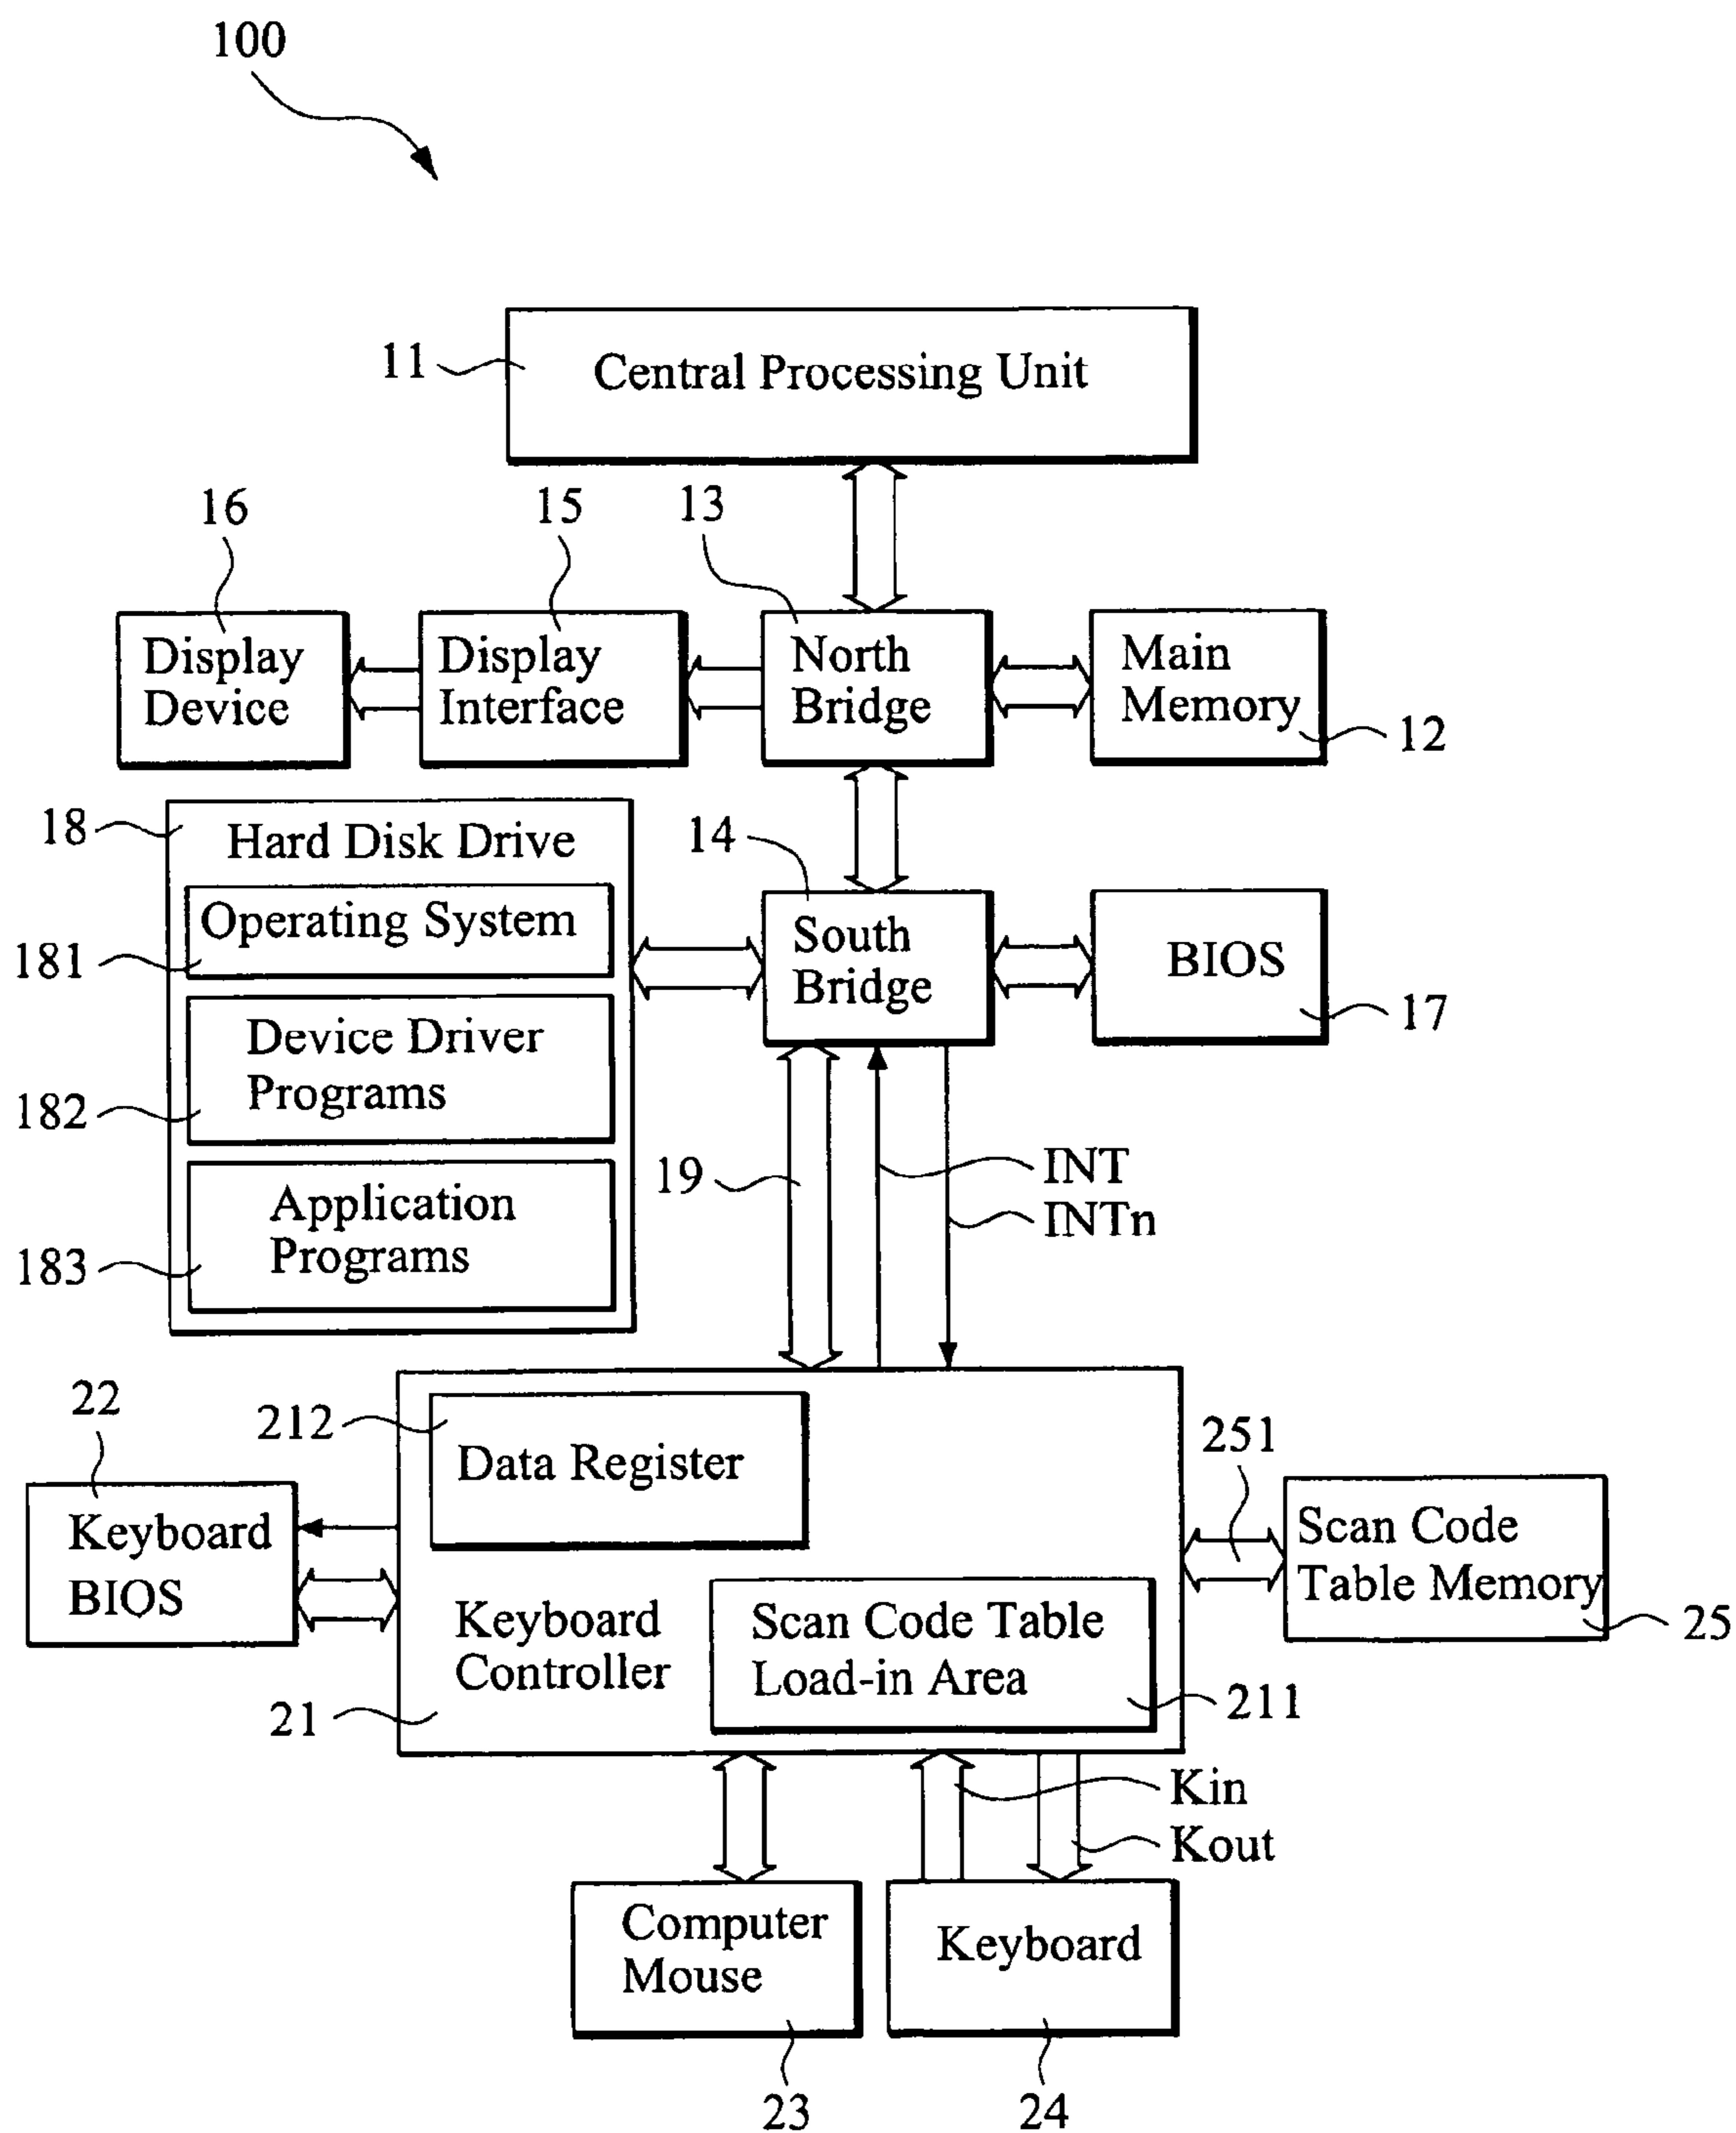 100
11
Central Processing Unit
16
15
13
Display
Device
Display
Interface
North
Bridge
Main
Memory
12
18
Hard Disk Drive
14
Operating System
181
South
Bridge
BIOS
17
Device Driver
Programs
182
Application
Programs
183
19
INT
INTn
22
212
Data Register
251
Keyboard
BIOS
Scan Code
Table Memory
25
Keyboard
Controller
21
Scan Code Table
Load-in Area
211
Kin
Kout
Computer
Mouse
Keyboard
23
24